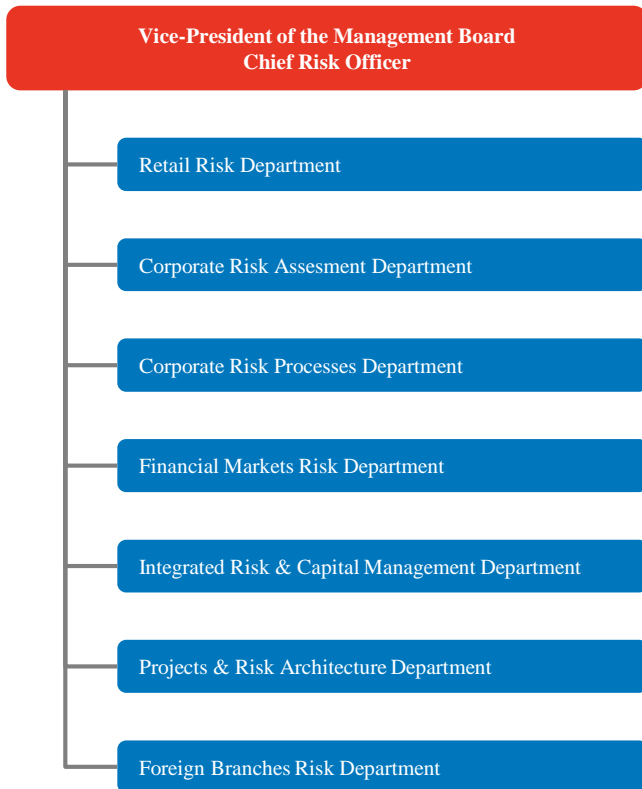 Vice-President of the Management Board
Chief Risk Officer
Retail Risk Department
Corporate Risk Assesment Department
Corporate Risk Processes Department
Financial Markets Risk Department
Integrated Risk & Capital Management Department
Projects & Risk Architecture Department
Foreign Branches Risk Department